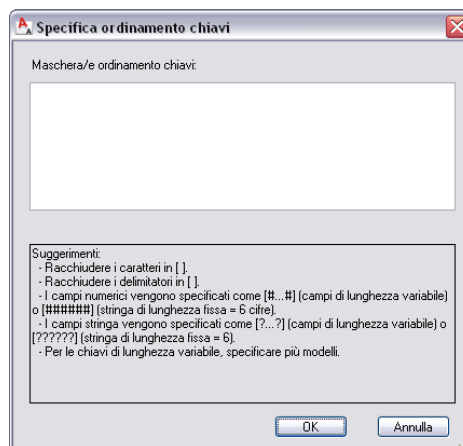 Specifica ordinamento chiavi
Maschera/e ordinamento chiavi:
Suggerimenti:
- Racchiudere i caratteri in [ ].
- Racchiudere i delimitatori in [ ].
- I campi numerici vengono specificati come [#...#] (campi di lunghezza variabile)
o [######] (stringa di lunghezza fissa = 6 cifre).
- I campi stringa vengono specificati come [?...?] (campi di lunghezza variabile) o
[??????] (stringa di lunghezza fissa = 6).
- Per le chiavi di lunghezza variabile, specificare più modelli.
OK
Annulla